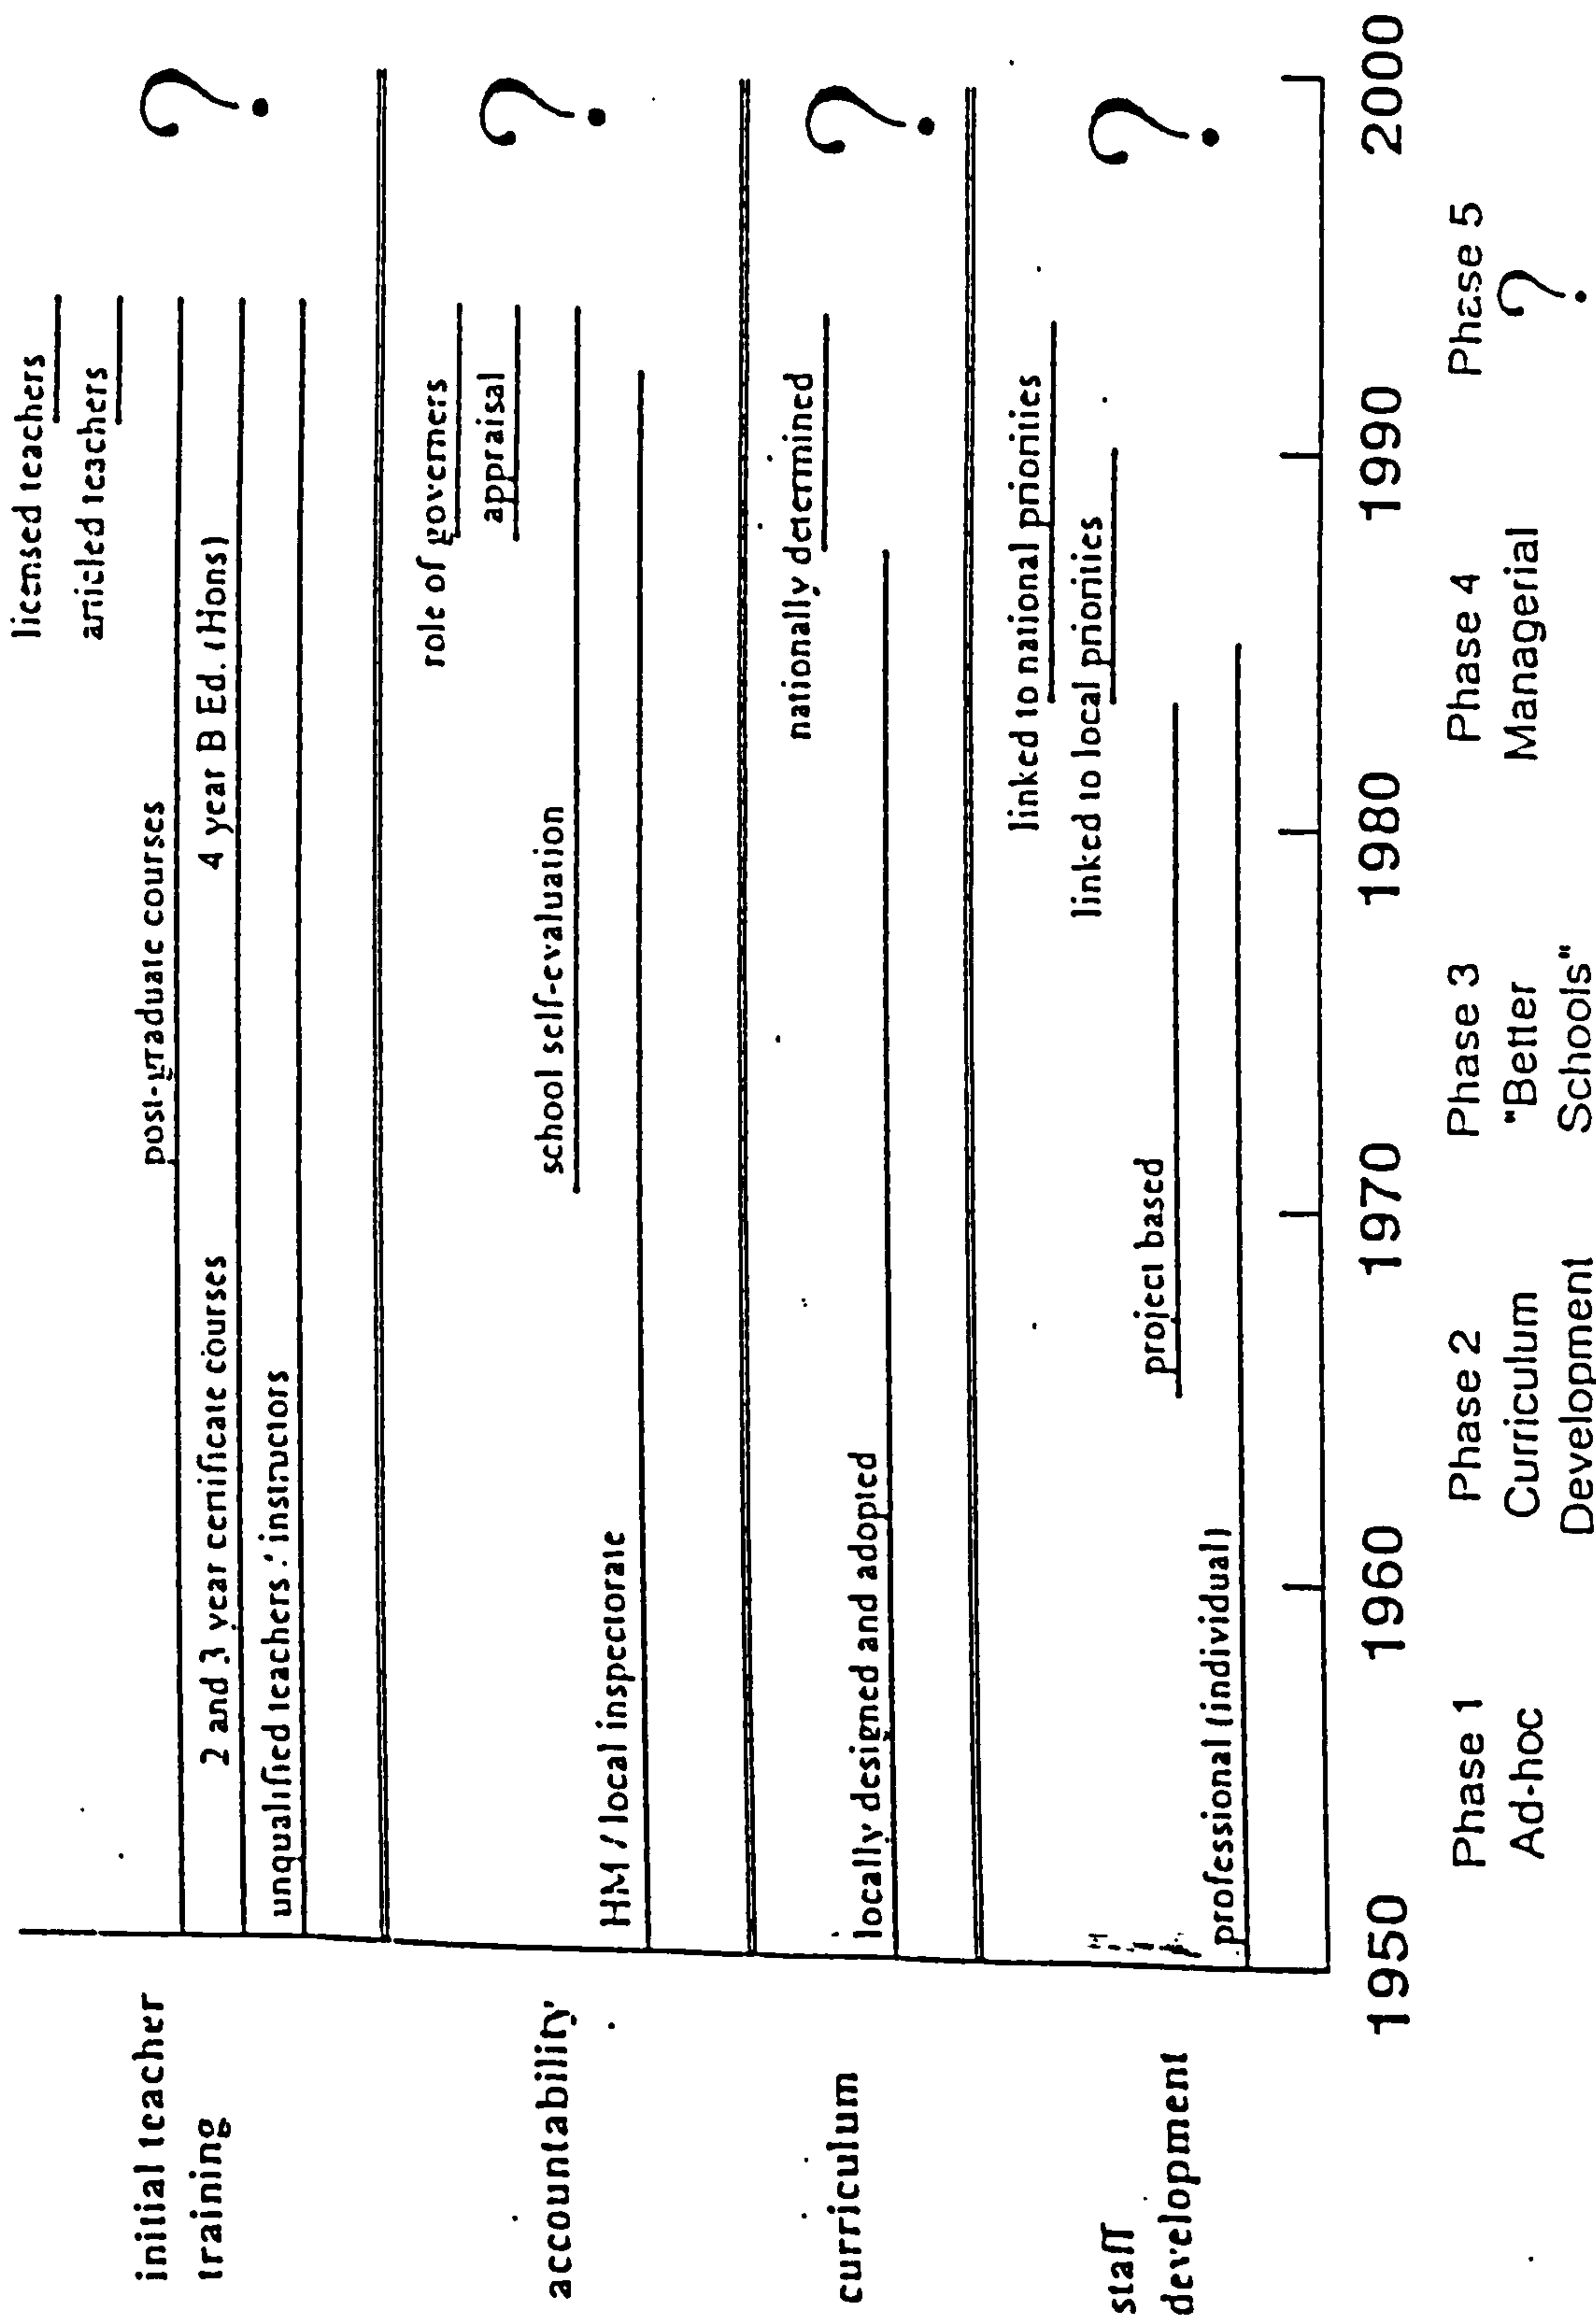 licensed teachers
articled teachers
post-graduate courses
2 and 3 year certificate courses 4 year B Ed. (Hons)
unqualified teachers / instructors
initial teacher
training
?
role of governers
appraisal
school self-evaluation
HM / local inspectorate
accountability
?
nationally determined
locally designed and adopted
curriculum
?
linked to national priorities
linked to local priorities
project based
professional (individual)
staff
development
?
1950 1960 1970 1980 1990 2000
Phase 1 Phase 2 Phase 3 Phase 4 Phase 5
Ad-hoc Curriculum "Better Managerial ?
Development Schools"